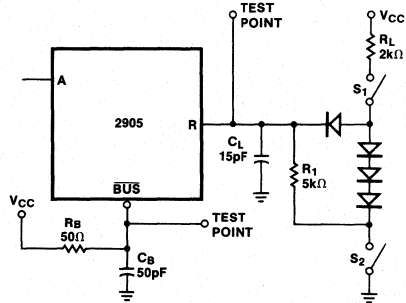 TEST
POINT
VCC
RL
2kΩ
S1
A
2905
R
CL
15pF
R1
5kΩ
BUS
VCC
RB
50Ω
TEST
POINT
CB
50pF
S2